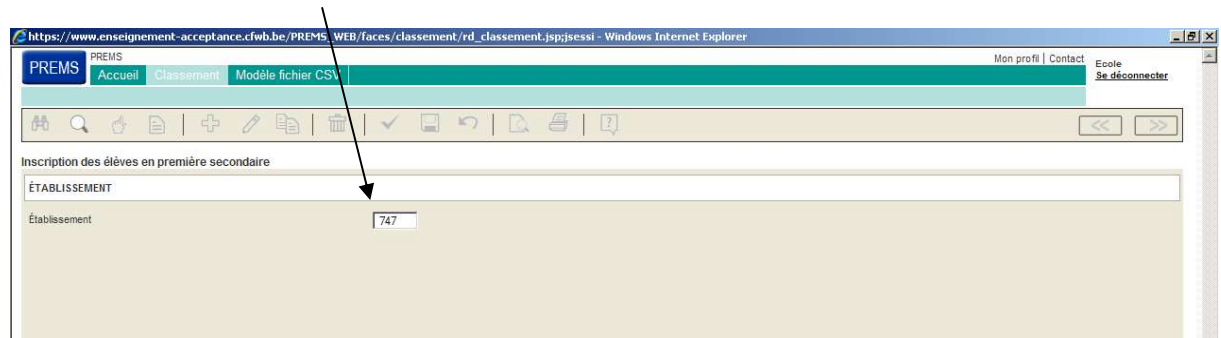 https://www.enseignement-acceptance.cfwb.be/PREMS_WEB/faces/classement/rd_classement.jsp;jsessi - Windows Internet Explorer
PREMS
PREMS
Mon profil | Contact
Ecole
Se déconnecter
Accueil
Classement
Modèle fichier CSV
<< >>
Inscription des élèves en première secondaire
ÉTABLISSEMENT
Établissement 747